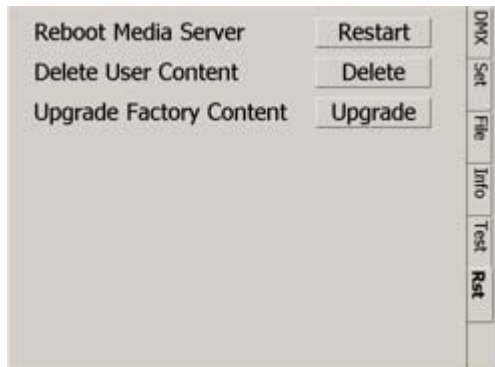 Reboot Media Server Restart
Delete User Content Delete
Upgrade Factory Content Upgrade
DMX
Set
File
Info
Test
Rst